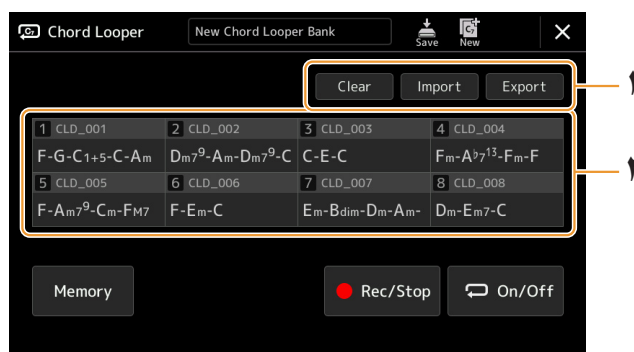 C7 Chord Looper New Chord Looper Bank Save C7 New
Clear Import Export
1 CLD_001 2 CLD_002 3 CLD_003 4 CLD_004
F-G-C1+5-C-Am Dm7⁹-Am-Dm7⁹-C C-E-C Fm-A♭7¹³-Fm-F
5 CLD_005 6 CLD_006 7 CLD_007 8 CLD_008
F-Am7⁹-Cm-FM7 F-Em-C Em-Bdim-Dm-Am- Dm-Em7-C
Memory Rec/Stop On/Off